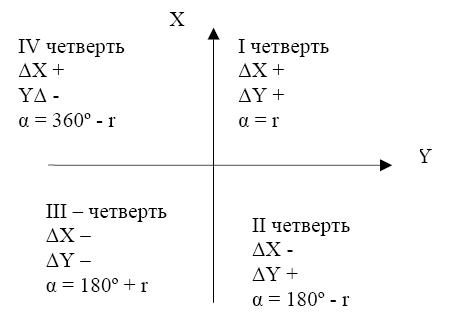 X
IV четверть
ΔX +
YΔ -
α = 360º - r
I четверть
ΔX +
ΔY +
α = r
Y
III – четверть
ΔX –
ΔY –
α = 180º + r
II четверть
ΔX -
ΔY +
α = 180º - r